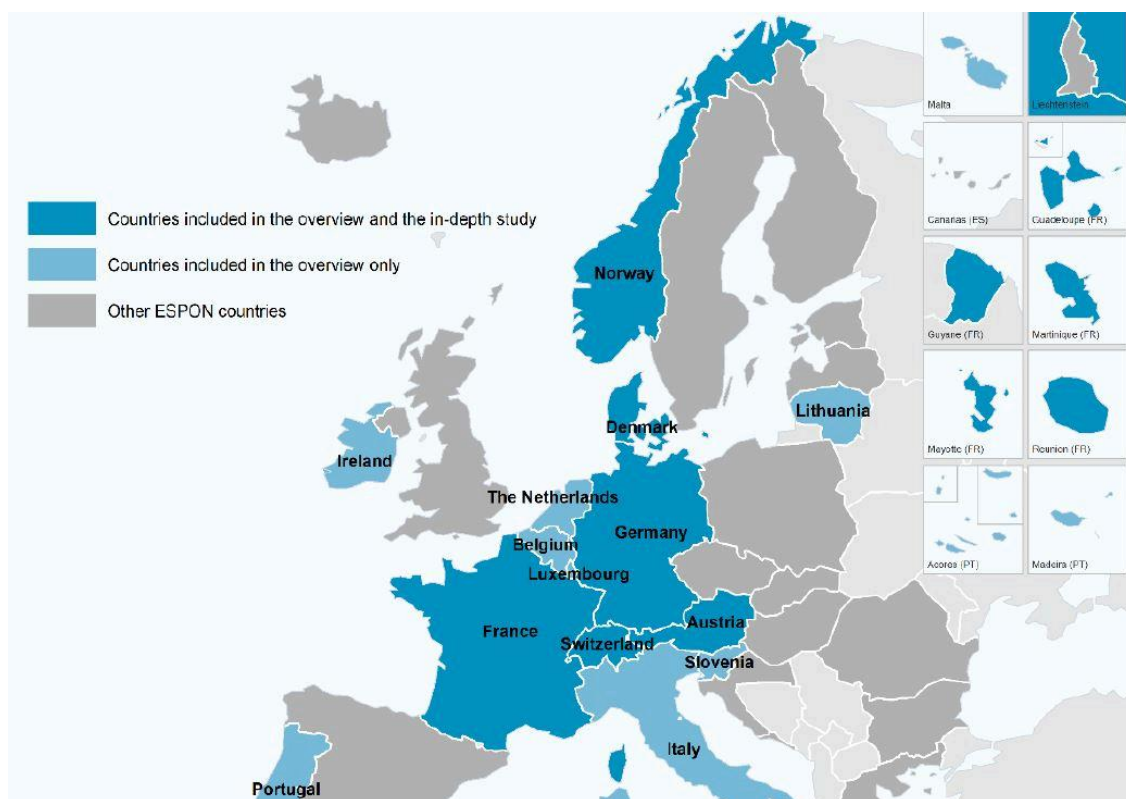 Malta
Liechtenstein
Canarias (ES)
Guadeloupe (FR)
Countries included in the overview and the in-depth study
Countries included in the overview only
Other ESPON countries
Norway
Guyane (FR)
Martinique (FR)
Lithuania
Denmark
Mayotte (FR)
Reunion (FR)
Ireland
The Netherlands
Germany
Belgium
Luxembourg
Acores (PT)
Madeira (PT)
France
Austria
Switzerland
Slovenia
Italy
Portugal